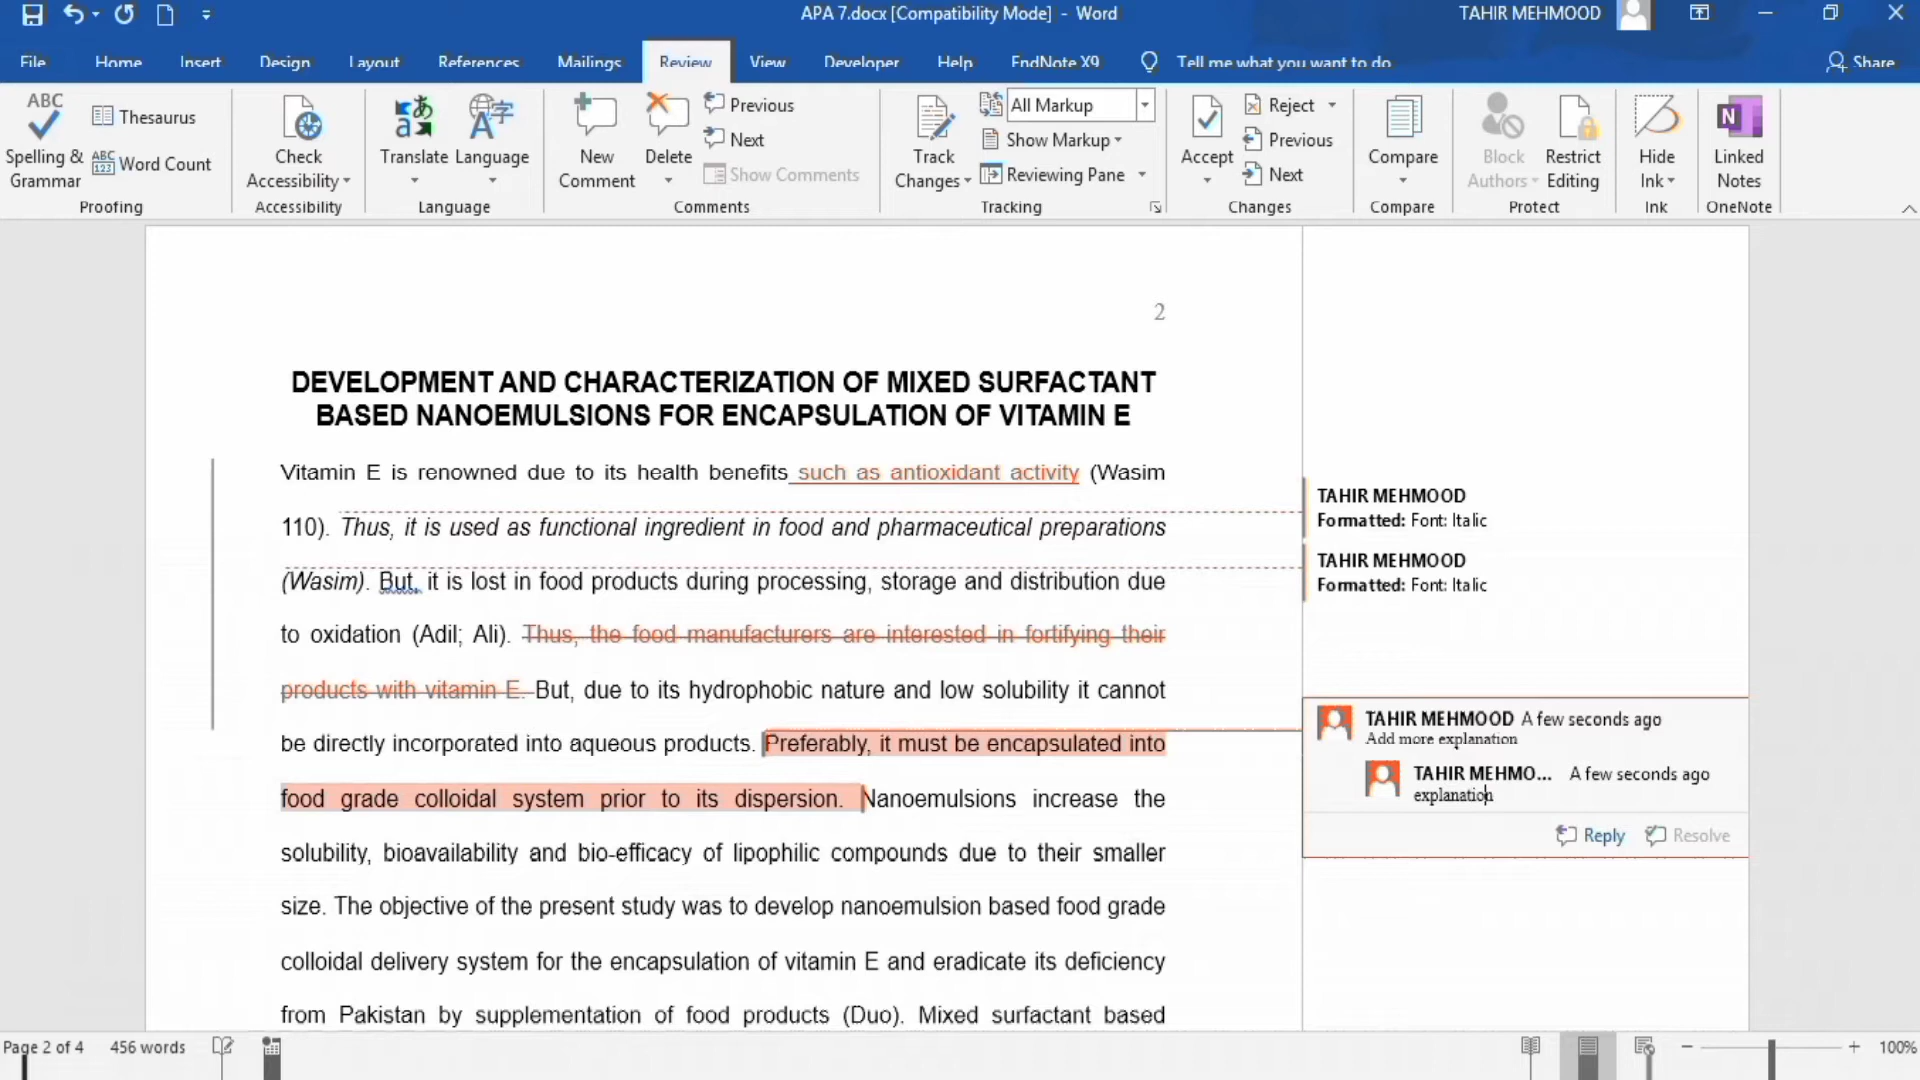 APA 7.docx [Compatibility Mode] - Word
TAHIR MEHMOOD
File Home Insert Design Layout References Mailings Review View Developer Help EndNote X9 Tell me what you want to do Share
ABC
Spelling &
Grammar
Thesaurus
ABC
123
Word Count
Proofing
Check
Accessibility
Accessibility
Translate
Language
Language
New
Comment
Delete
Previous
Next
Show Comments
Comments
Track
Changes
All Markup
Show Markup
Reviewing Pane
Tracking
Accept
Reject
Previous
Next
Changes
Compare
Compare
Block
Authors
Restrict
Editing
Protect
Hide
Ink
Ink
N
Linked
Notes
OneNote
2
DEVELOPMENT AND CHARACTERIZATION OF MIXED SURFACTANT
BASED NANOEMULSIONS FOR ENCAPSULATION OF VITAMIN E
Vitamin E is renowned due to its health benefits such as antioxidant activity (Wasim
110). Thus, it is used as functional ingredient in food and pharmaceutical preparations
(Wasim). But, it is lost in food products during processing, storage and distribution due
to oxidation (Adil; Ali). Thus, the food manufacturers are interested in fortifying their
products with vitamin E. But, due to its hydrophobic nature and low solubility it cannot
be directly incorporated into aqueous products. Preferably, it must be encapsulated into
food grade colloidal system prior to its dispersion. Nanoemulsions increase the
solubility, bioavailability and bio-efficacy of lipophilic compounds due to their smaller
size. The objective of the present study was to develop nanoemulsion based food grade
colloidal delivery system for the encapsulation of vitamin E and eradicate its deficiency
from Pakistan by supplementation of food products (Duo). Mixed surfactant based
TAHIR MEHMOOD
Formatted: Font: Italic
TAHIR MEHMOOD
Formatted: Font: Italic
TAHIR MEHMOOD A few seconds ago
Add more explanation
TAHIR MEHMO... A few seconds ago
explanation
Reply Resolve
Page 2 of 4 456 words
100%